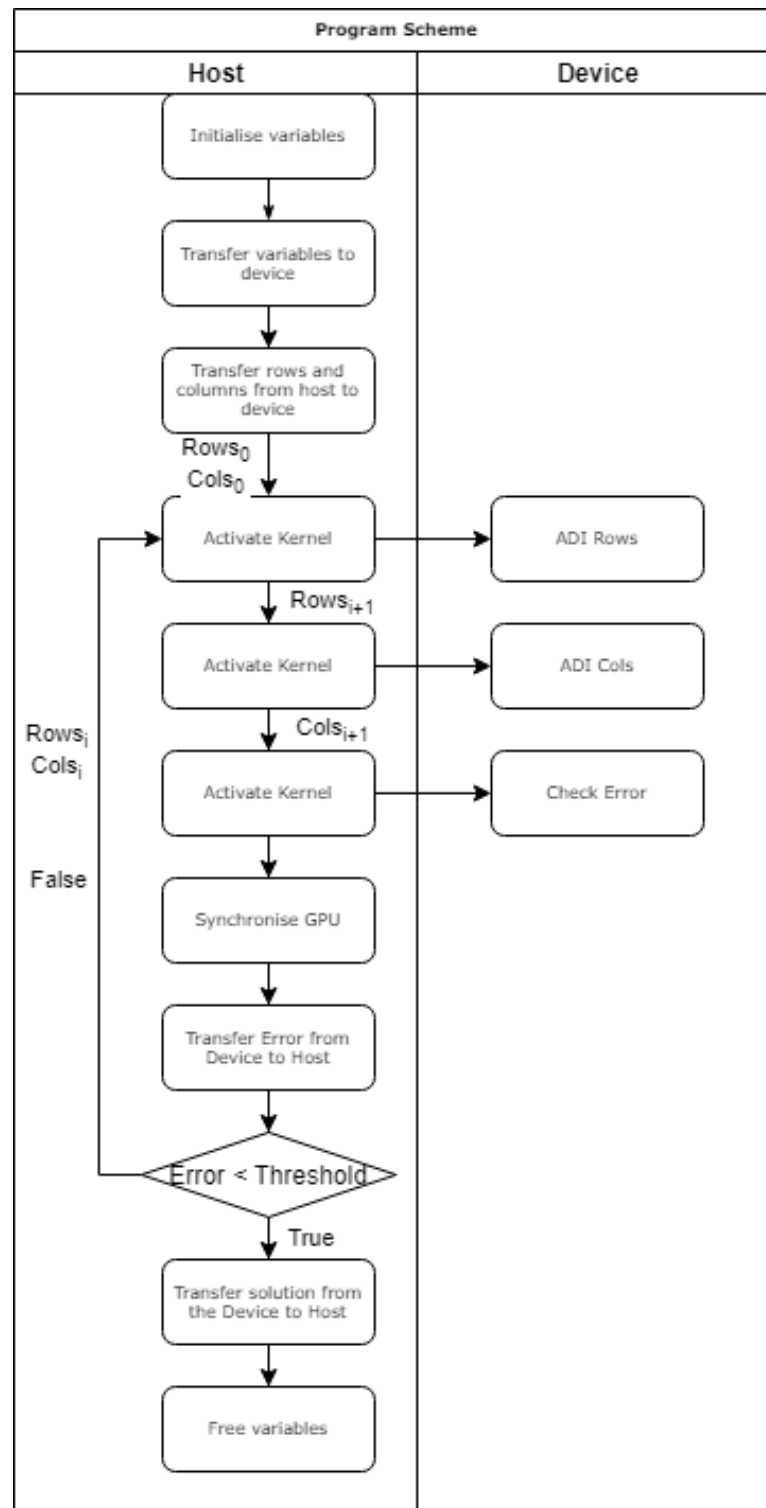 Program Scheme
Host
Device
Initialise variables
Transfer variables to
device
Transfer rows and
columns from host to
device
Rows₀
Cols₀
Activate Kernel
ADI Rows
Rowsᵢ₊₁
Activate Kernel
ADI Cols
Colsᵢ₊₁
Rowsᵢ
Colsᵢ
Activate Kernel
Check Error
False
Synchronise GPU
Transfer Error from
Device to Host
Error < Threshold
True
Transfer solution from
the Device to Host
Free variables